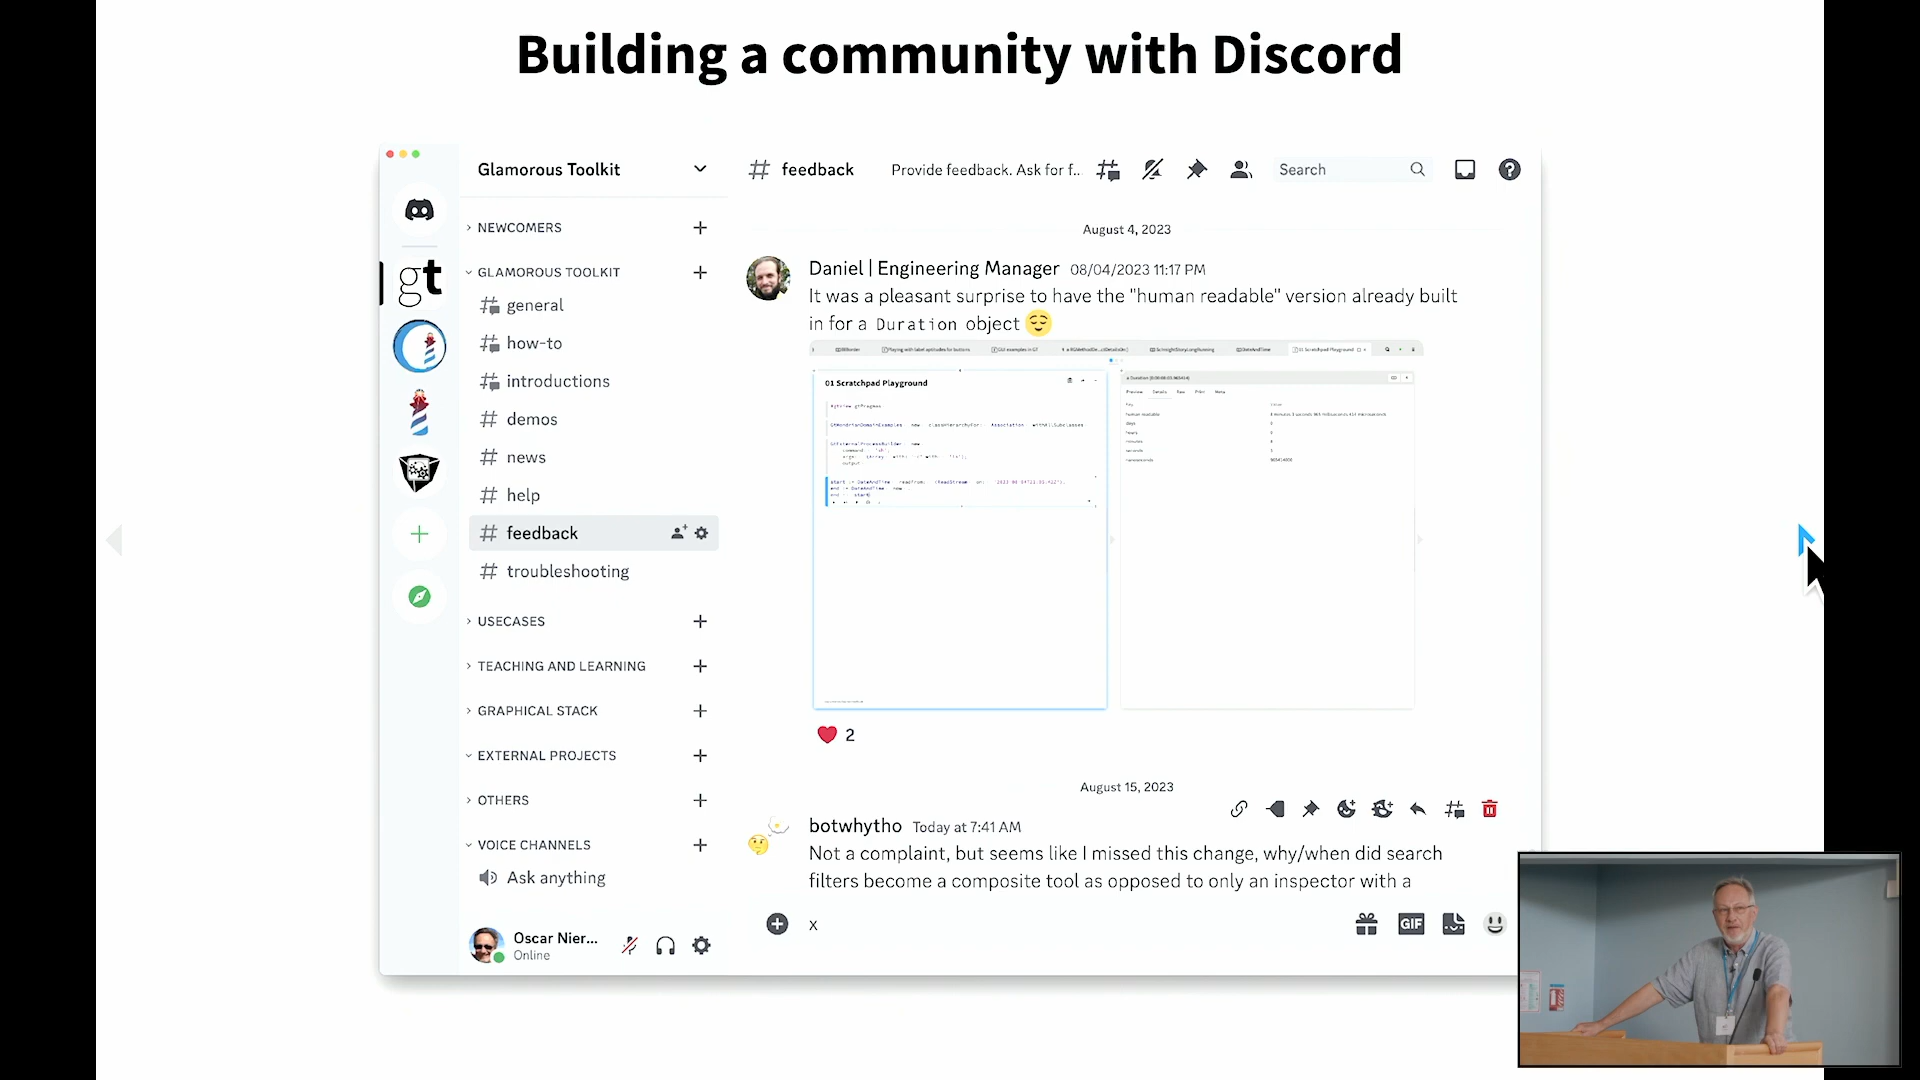 Building a community with Discord
Glamorous Toolkit
# feedback
Provide feedback. Ask for f..
Search
gt
NEWCOMERS
GLAMOROUS TOOLKIT
general
how-to
introductions
# demos
# news
# help
# feedback
# troubleshooting
USECASES
TEACHING AND LEARNING
GRAPHICAL STACK
EXTERNAL PROJECTS
OTHERS
VOICE CHANNELS
Ask anything
Oscar Nier...
Online
August 4, 2023
Daniel | Engineering Manager 08/04/2023 11:17 PM
It was a pleasant surprise to have the "human readable" version already built
in for a Duration object
01 Scratchpad Playground
2
August 15, 2023
botwhytho Today at 7:41 AM
Not a complaint, but seems like I missed this change, why/when did search
filters become a composite tool as opposed to only an inspector with a
x
GIF